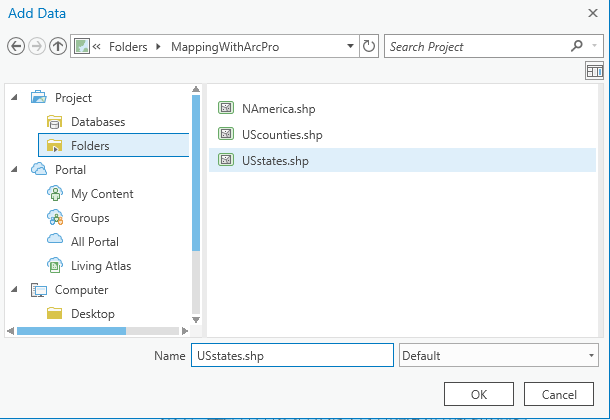 Add Data
Folders MappingWithArcPro
Search Project
Project
Databases
Folders
Portal
My Content
Groups
All Portal
Living Atlas
Computer
Desktop
NAmerica.shp
UScounties.shp
USstates.shp
Name USstates.shp Default
OK Cancel